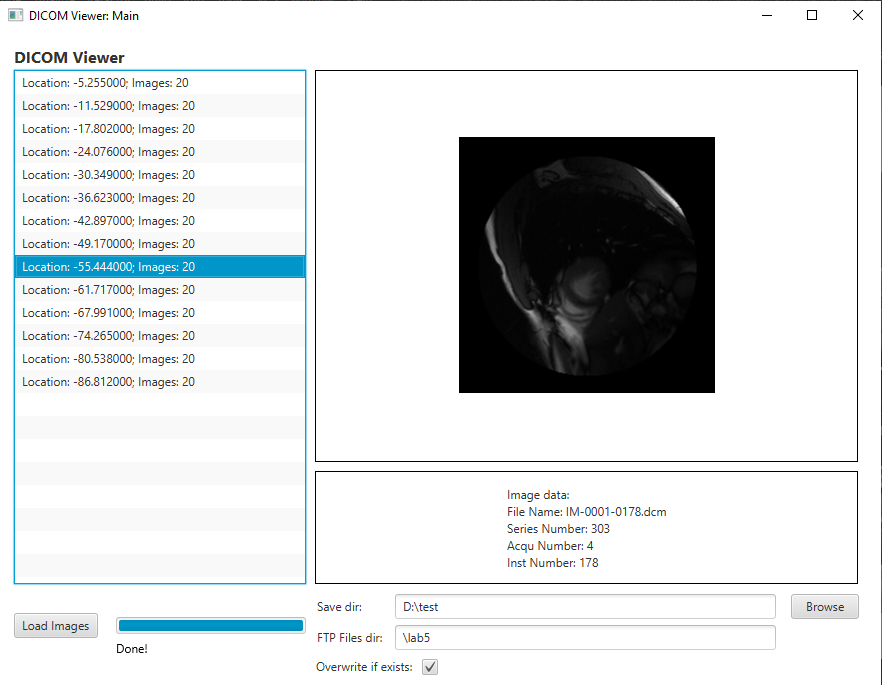 DICOM Viewer: Main
DICOM Viewer
Location: -5.255000; Images: 20
Location: -11.529000; Images: 20
Location: -17.802000; Images: 20
Location: -24.076000; Images: 20
Location: -30.349000; Images: 20
Location: -36.623000; Images: 20
Location: -42.897000; Images: 20
Location: -49.170000; Images: 20
Location: -55.444000; Images: 20
Location: -61.717000; Images: 20
Location: -67.991000; Images: 20
Location: -74.265000; Images: 20
Location: -80.538000; Images: 20
Location: -86.812000; Images: 20
Image data:
File Name: IM-0001-0178.dcm
Series Number: 303
Acqu Number: 4
Inst Number: 178
Load Images
Done!
Save dir: D:\test Browse
FTP Files dir: \lab5
Overwrite if exists: